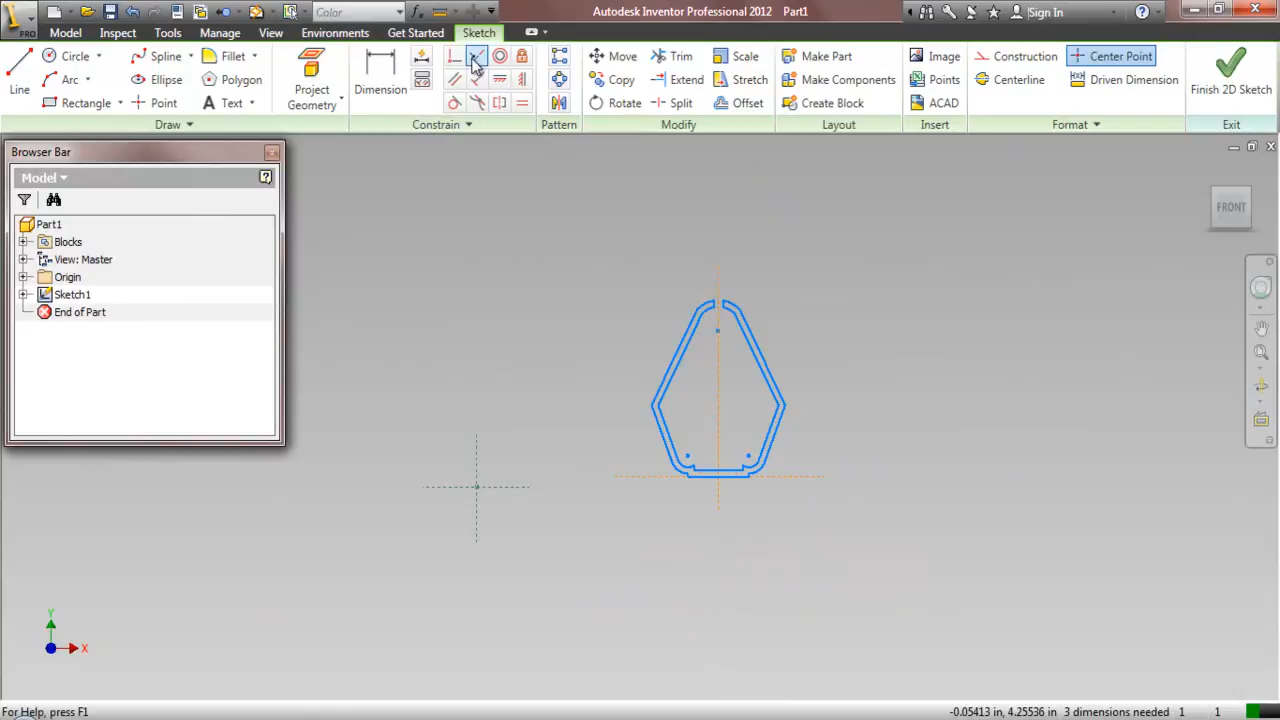 PRO
Color
Autodesk Inventor Professional 2012 Part1
Sign In
Model Inspect Tools Manage View Environments Get Started Sketch
Line Circle Spline Fillet Project Geometry Dimension Move Trim Scale Make Part Image Construction Center Point Finish 2D Sketch
Arc Ellipse Polygon Copy Extend Stretch Make Components Points Centerline Driven Dimension
Rectangle Point Text Rotate Split Offset Create Block ACAD
Draw Constrain Pattern Modify Layout Insert Format Exit
Browser Bar
Model
Part1
Blocks
View: Master
Origin
Sketch1
End of Part
FRONT
Y
X
For Help, press F1 -0.05413 in, 4.25536 in 3 dimensions needed 1 1